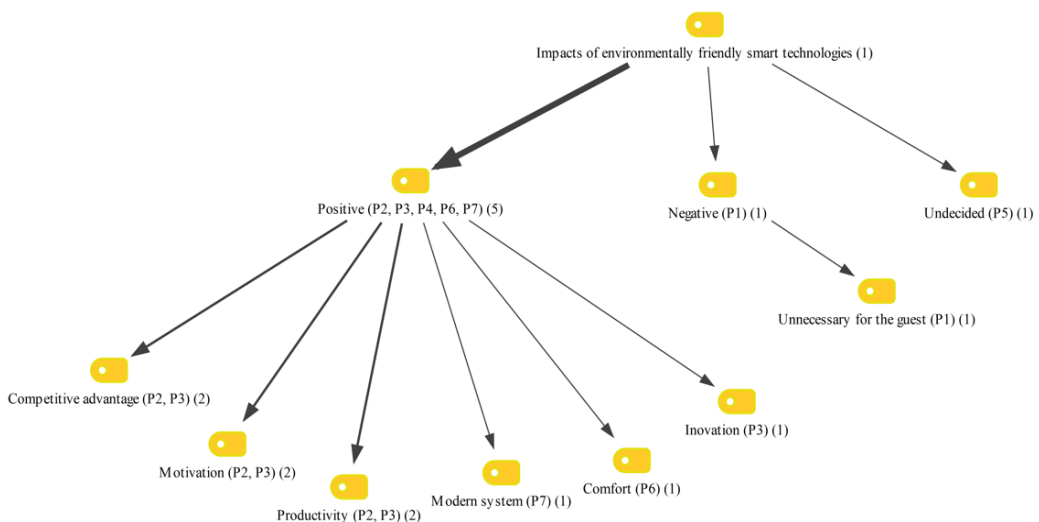 Impacts of environmentally friendly smart technologies (1)
Positive (P2, P3, P4, P6, P7) (5)
Negative (P1) (1)
Undecided (P5) (1)
Unnecessary for the guest (P1) (1)
Competitive advantage (P2, P3) (2)
Inovation (P3) (1)
Motivation (P2, P3) (2)
Comfort (P6) (1)
Modern system (P7) (1)
Productivity (P2, P3) (2)